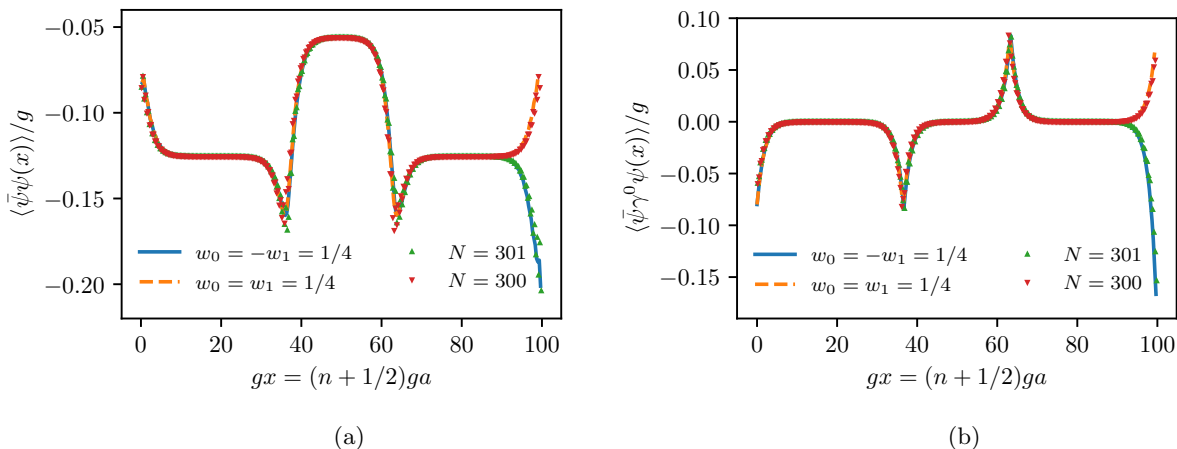 −0.05
−0.10
−0.15
−0.20
⟨ψ̄ψ(x)⟩/g
w₀ = −w₁ = 1/4
w₀ = w₁ = 1/4
N = 301
N = 300
0 20 40 60 80 100
gx = (n + 1/2)ga
(a)
0.10
0.05
0.00
−0.05
−0.10
−0.15
⟨ψ̄γ⁰ψ(x)⟩/g
w₀ = −w₁ = 1/4
w₀ = w₁ = 1/4
N = 301
N = 300
0 20 40 60 80 100
gx = (n + 1/2)ga
(b)